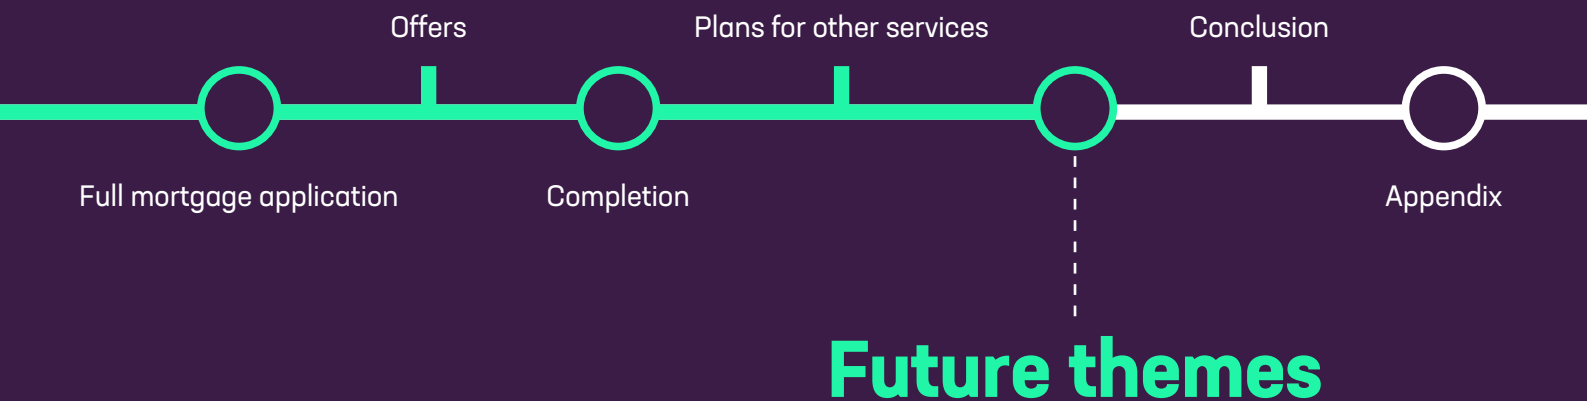 Offers
Plans for other services
Conclusion
Full mortgage application
Completion
Appendix
Future themes